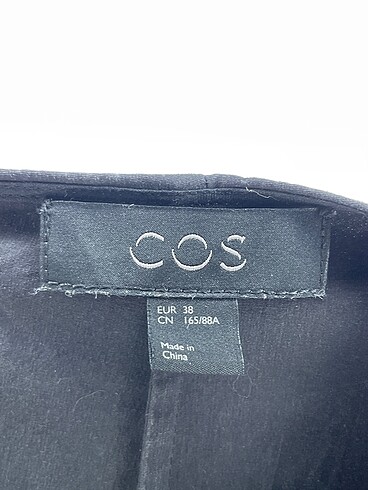 COS
EUR 38
CN 165/88A
Made in
China